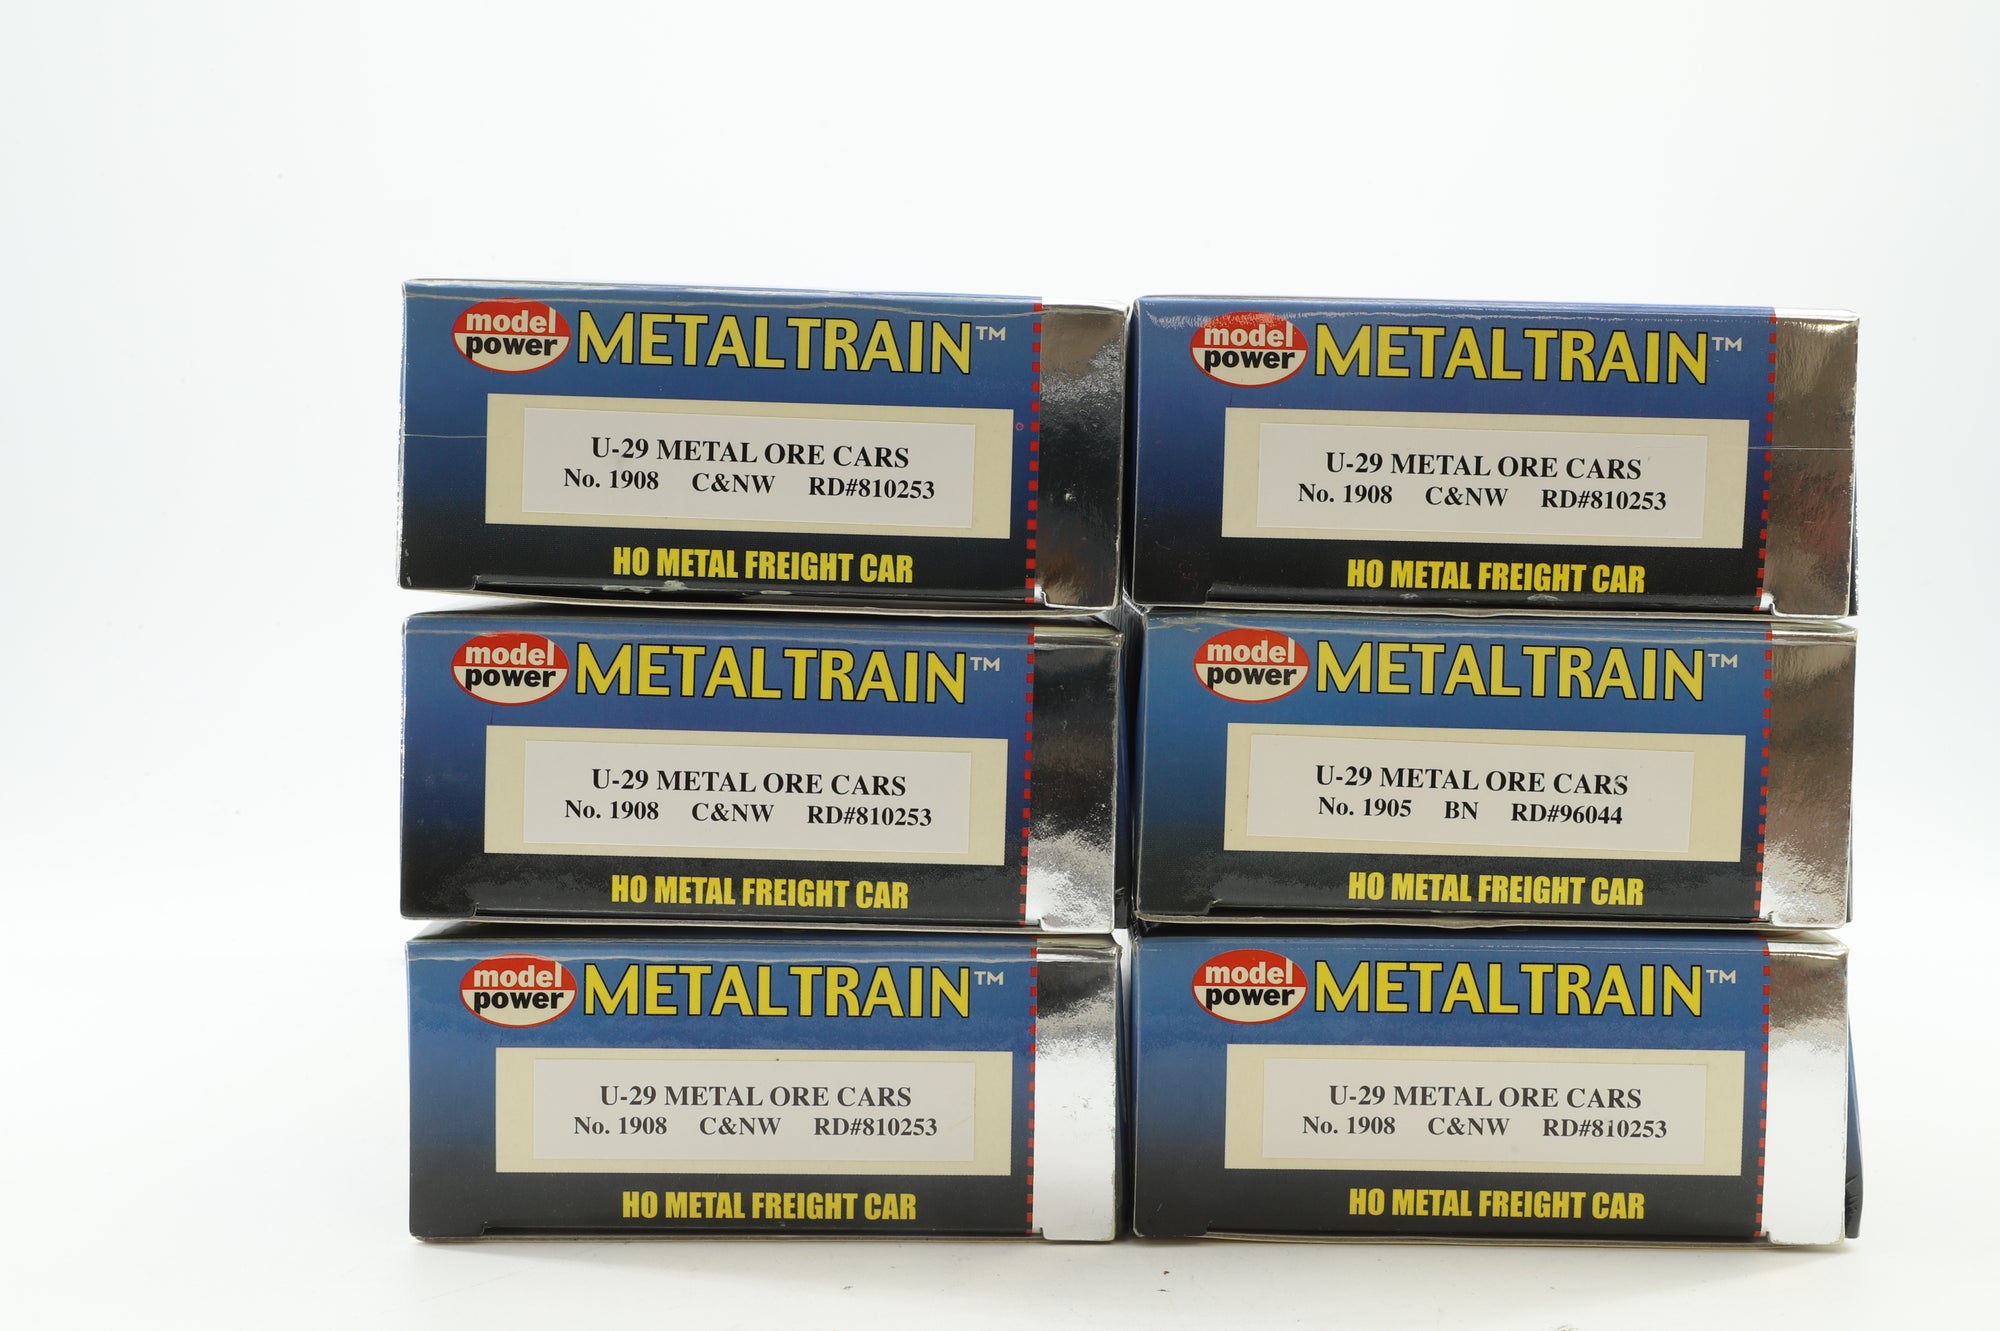 model power METALTRAIN™
U-29 METAL ORE CARS
No. 1908 C&NW RD#810253
HO METAL FREIGHT CAR
model power METALTRAIN™
U-29 METAL ORE CARS
No. 1908 C&NW RD#810253
HO METAL FREIGHT CAR
model power METALTRAIN™
U-29 METAL ORE CARS
No. 1908 C&NW RD#810253
HO METAL FREIGHT CAR
model power METALTRAIN™
U-29 METAL ORE CARS
No. 1905 BN RD#96044
HO METAL FREIGHT CAR
model power METALTRAIN™
U-29 METAL ORE CARS
No. 1908 C&NW RD#810253
HO METAL FREIGHT CAR
model power METALTRAIN™
U-29 METAL ORE CARS
No. 1908 C&NW RD#810253
HO METAL FREIGHT CAR